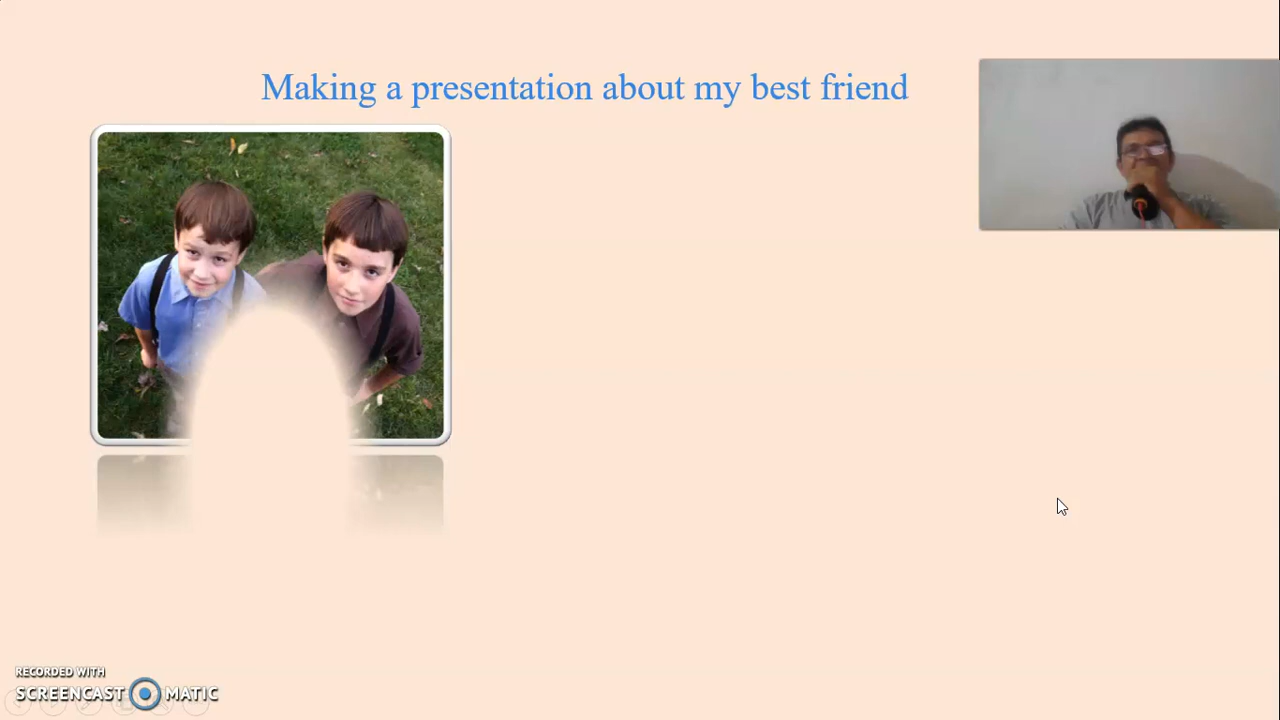 Making a presentation about my best friend
RECORDED WITH
SCREENCAST MATIC